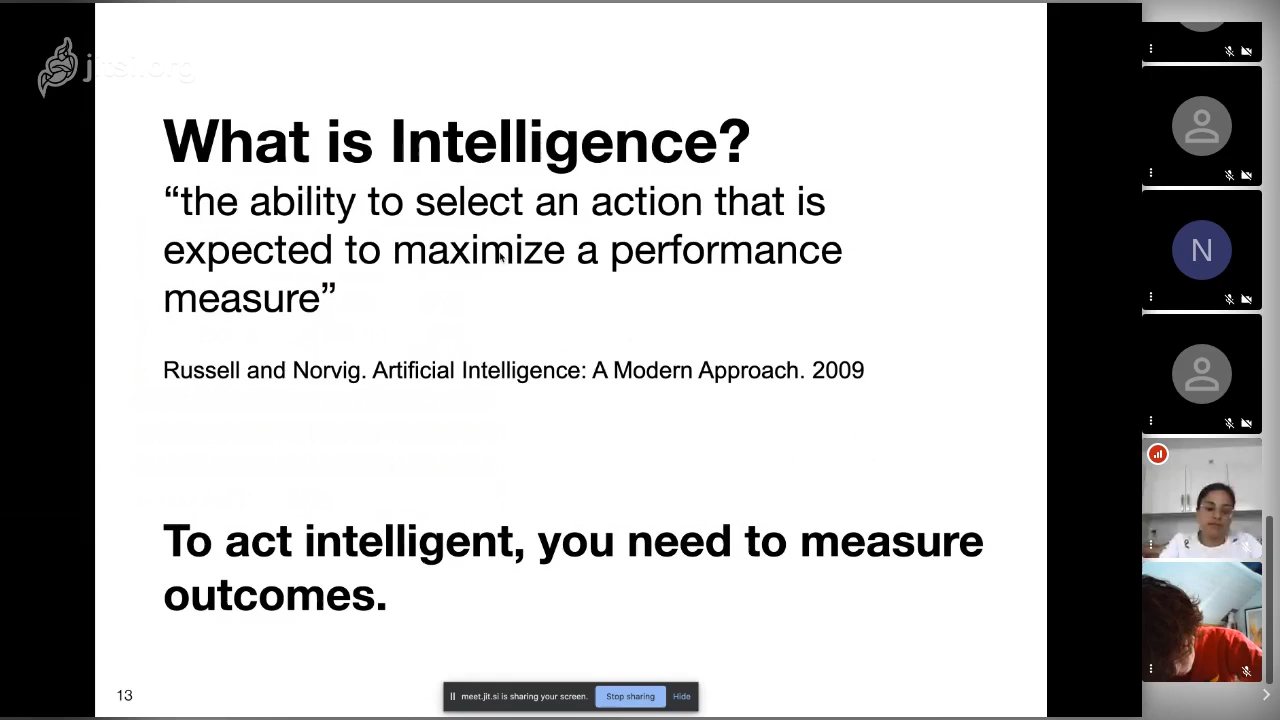 jitsi.org
What is Intelligence?
“the ability to select an action that is
expected to maximize a performance
measure”
Russell and Norvig. Artificial Intelligence: A Modern Approach. 2009
To act intelligent, you need to measure
outcomes.
13
meet.jit.si is sharing your screen.
Stop sharing
Hide
N